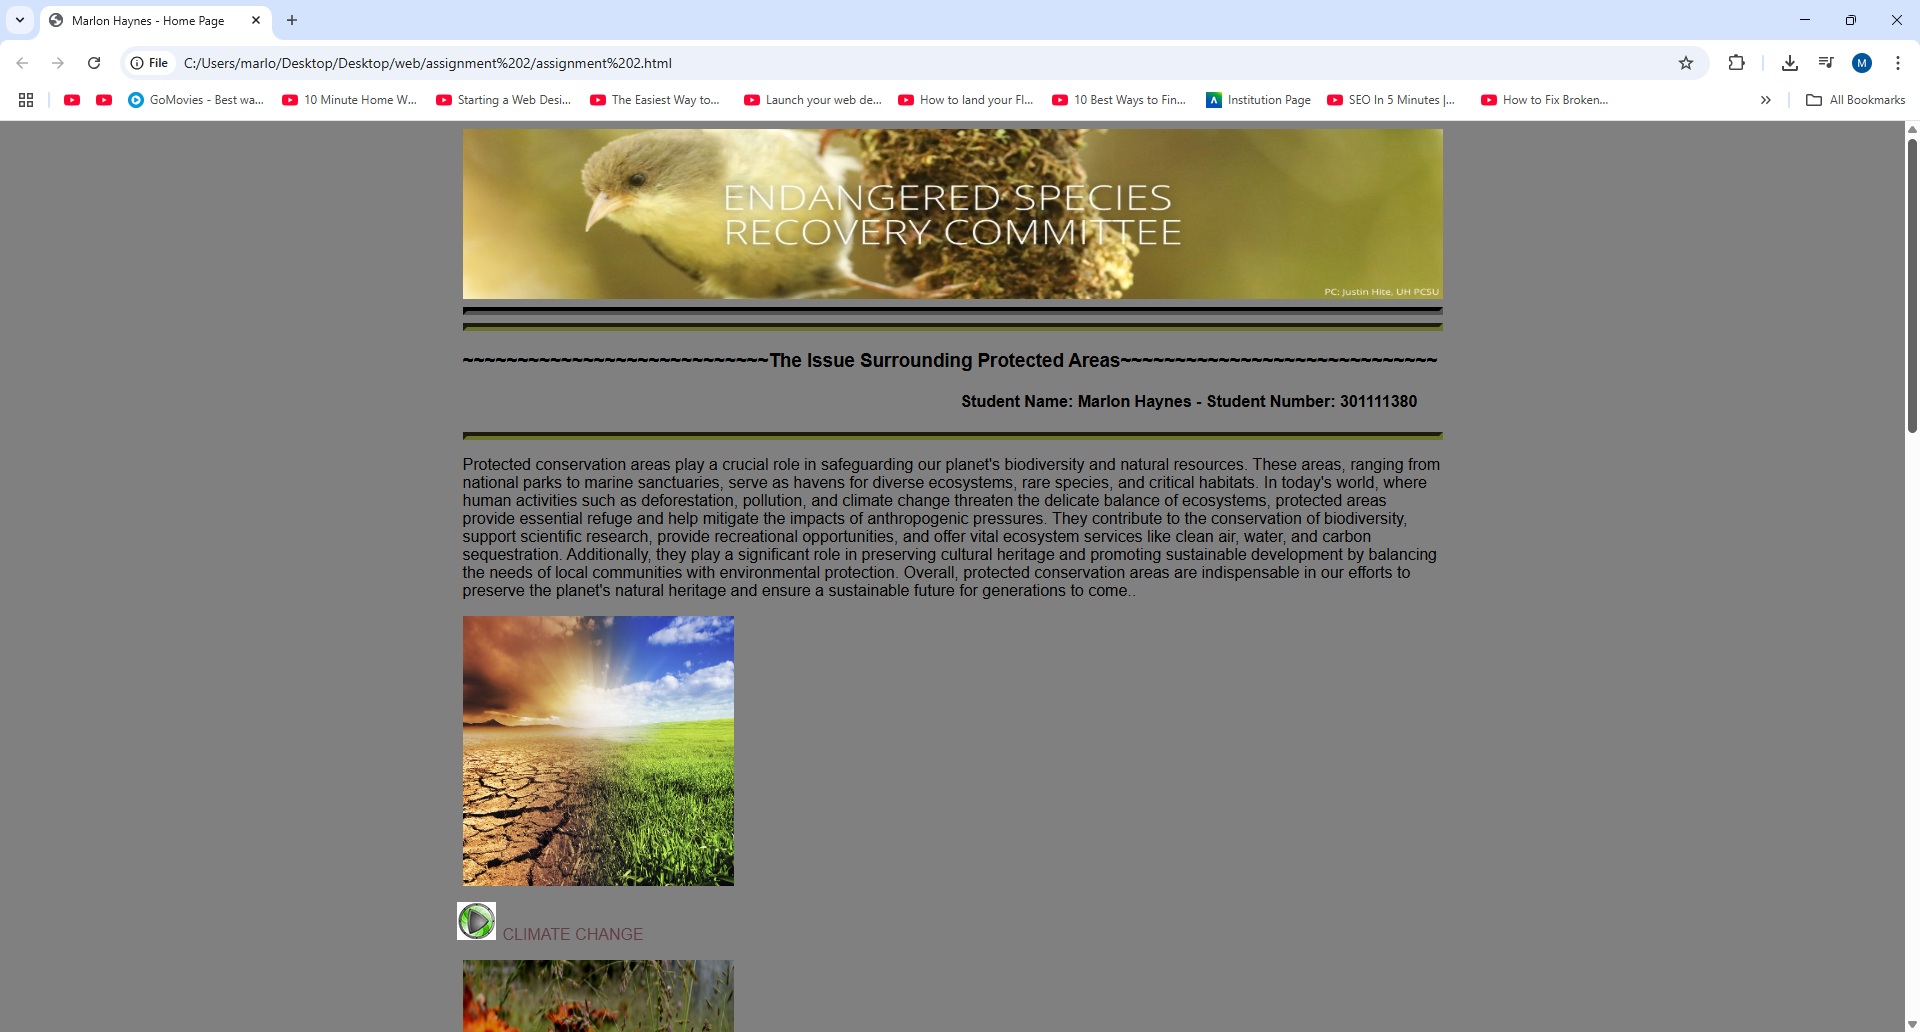 Marlon Haynes - Home Page
File C:/Users/marlo/Desktop/Desktop/web/assignment%202/assignment%202.html
M
GoMovies - Best wa... 10 Minute Home W... Starting a Web Desi... The Easiest Way to... Launch your web de... How to land your Fl... 10 Best Ways to Fin... Institution Page SEO In 5 Minutes |... How to Fix Broken... All Bookmarks
ENDANGERED SPECIES
RECOVERY COMMITTEE
PC: Justin Hite, UH PCSU
~~~~~~~~~~~~~~~~~~~~~~~~~~~~The Issue Surrounding Protected Areas~~~~~~~~~~~~~~~~~~~~~~~~~~~~~
Student Name: Marlon Haynes - Student Number: 301111380
Protected conservation areas play a crucial role in safeguarding our planet's biodiversity and natural resources. These areas, ranging from
national parks to marine sanctuaries, serve as havens for diverse ecosystems, rare species, and critical habitats. In today's world, where
human activities such as deforestation, pollution, and climate change threaten the delicate balance of ecosystems, protected areas
provide essential refuge and help mitigate the impacts of anthropogenic pressures. They contribute to the conservation of biodiversity,
support scientific research, provide recreational opportunities, and offer vital ecosystem services like clean air, water, and carbon
sequestration. Additionally, they play a significant role in preserving cultural heritage and promoting sustainable development by balancing
the needs of local communities with environmental protection. Overall, protected conservation areas are indispensable in our efforts to
preserve the planet's natural heritage and ensure a sustainable future for generations to come..
CLIMATE CHANGE